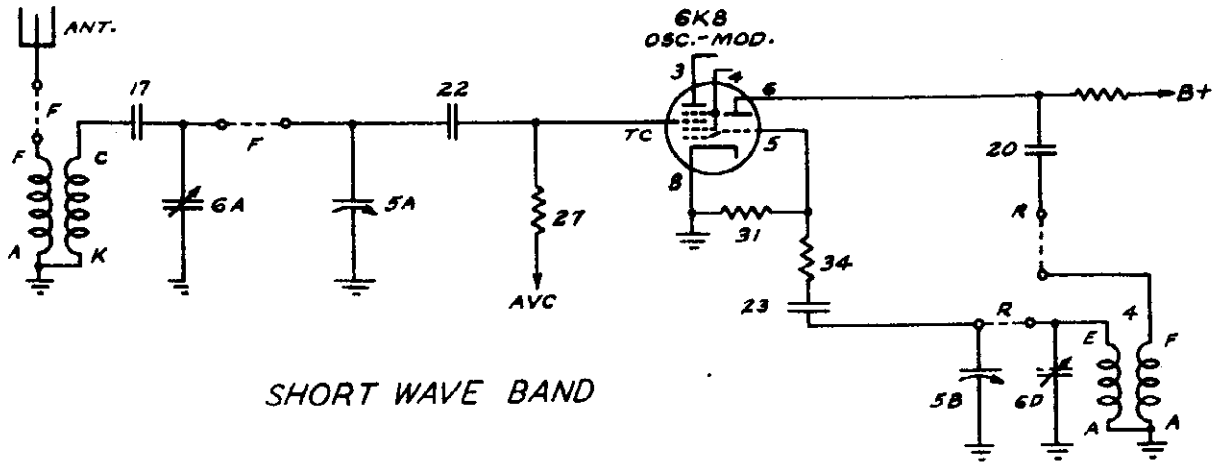 ANT.
6K8
OSC.-MOD.
3
4
6
B+
17
22
F
F
TC
5
20
F
C
8
R
6A
5A
27
31
A
K
34
AVC
23
R
4
E
F
SHORT WAVE BAND
5B
6D
A
A